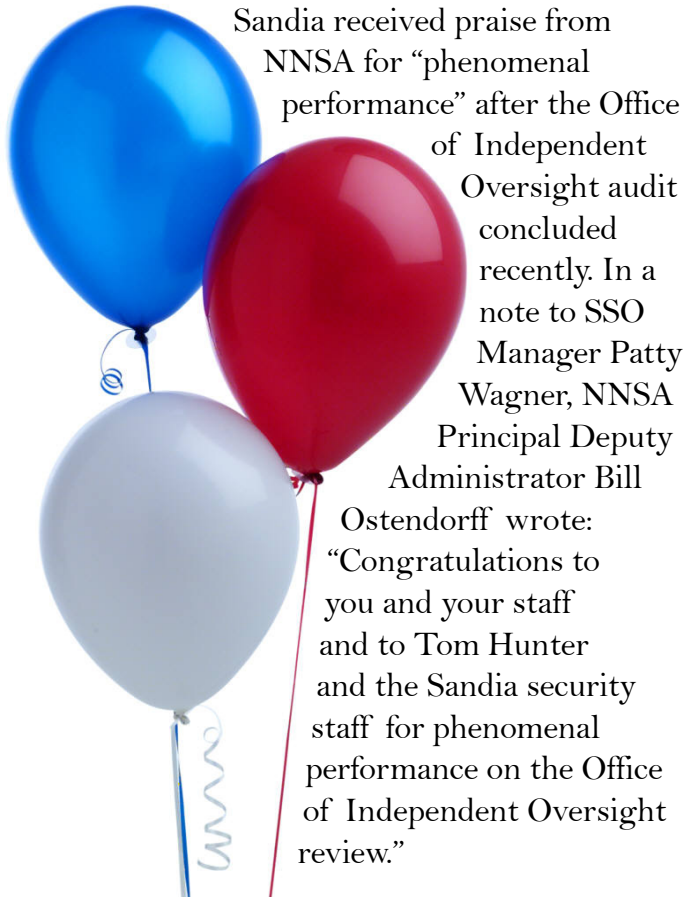 Sandia received praise from
NNSA for “phenomenal
performance” after the Office
of Independent
Oversight audit
concluded
recently. In a
note to SSO
Manager Patty
Wagner, NNSA
Principal Deputy
Administrator Bill
Ostendorff wrote:
“Congratulations to
you and your staff
and to Tom Hunter
and the Sandia security
staff for phenomenal
performance on the Office
of Independent Oversight
review.”